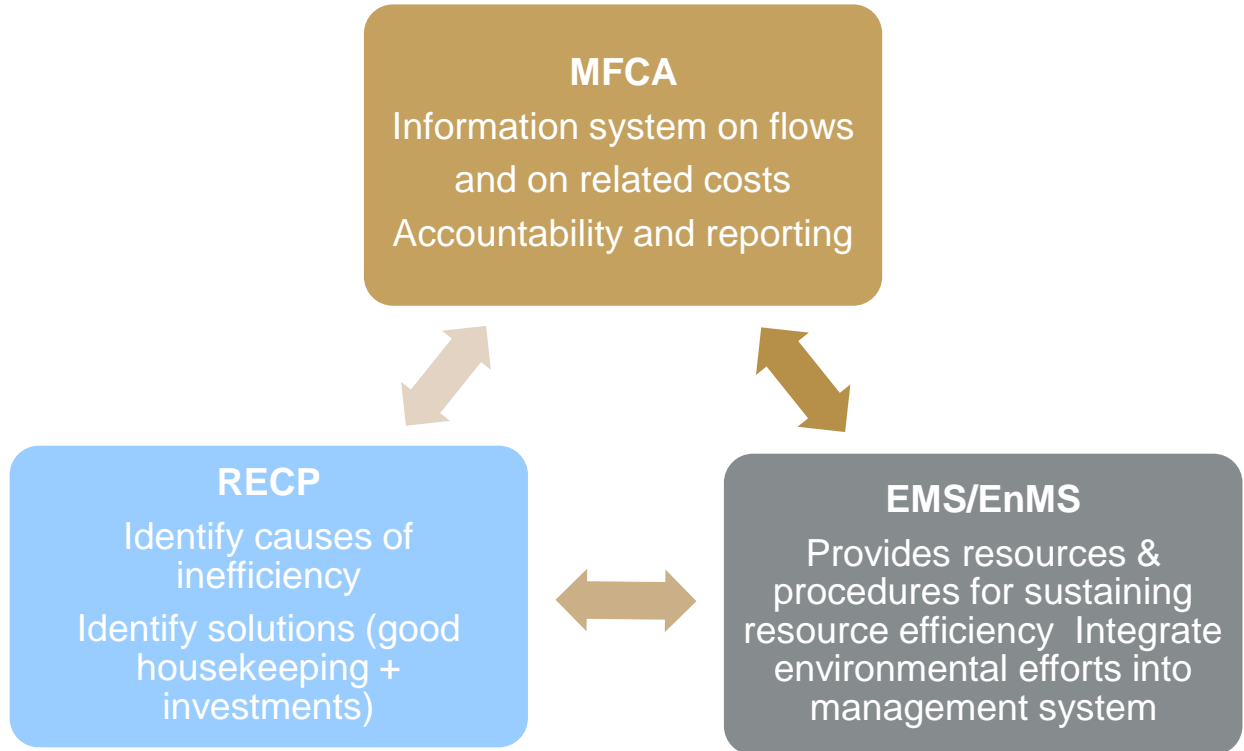 MFCA
Information system on flows
and on related costs
Accountability and reporting
RECP
Identify causes of
inefficiency
Identify solutions (good
housekeeping +
investments)
EMS/EnMS
Provides resources &
procedures for sustaining
resource efficiency  Integrate
environmental efforts into
management system